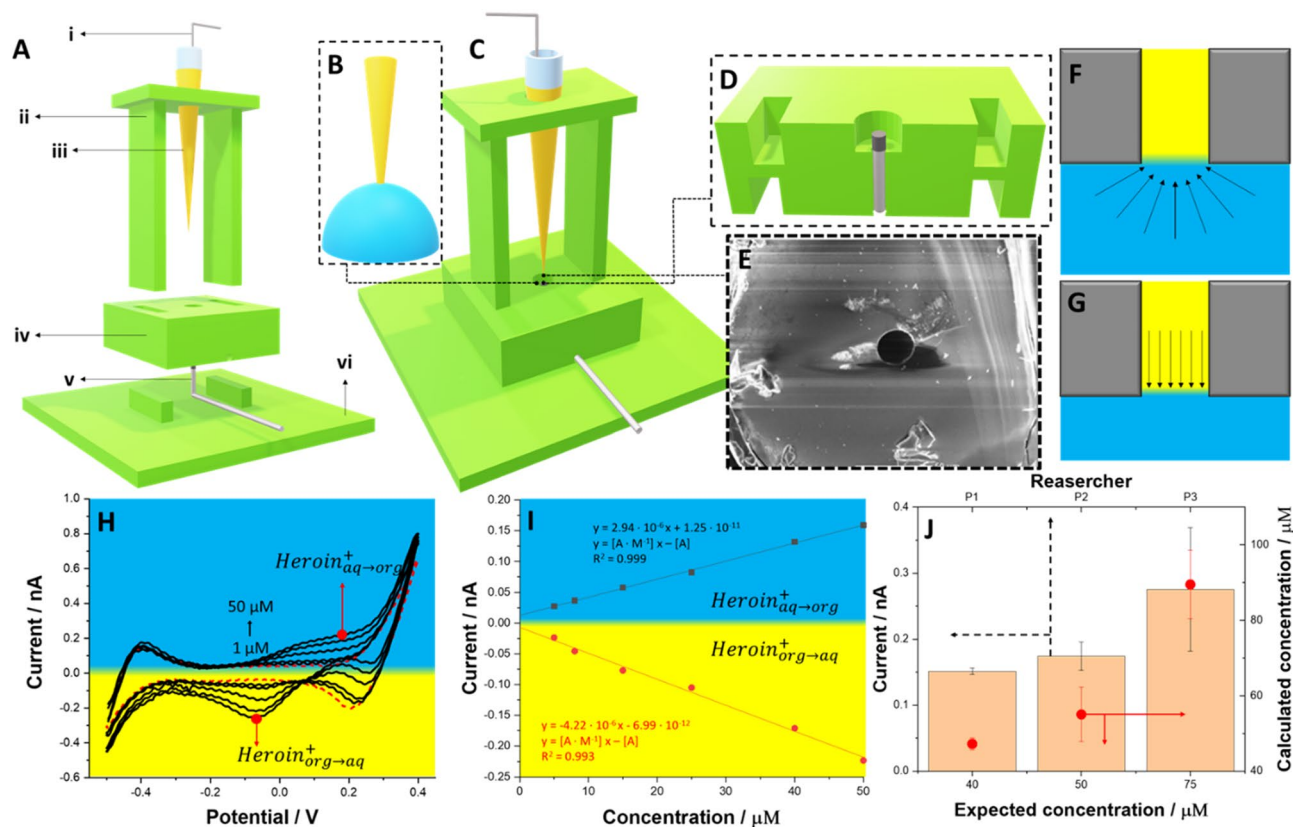 A
i
ii
iii
iv
v
vi
B
C
D
E
F
G
H
1.0
0.8
0.6
0.4
0.2
0.0
-0.2
-0.4
-0.6
Current / nA
-0.4
-0.2
0.0
0.2
0.4
Potential / V
Heroin⁺aq→org
50 μM
1 μM
Heroin⁺org→aq
I
0.20
0.15
0.10
0.05
0.00
-0.05
-0.10
-0.15
-0.20
-0.25
Current / nA
0
10
20
30
40
50
Concentration / μM
y = 2.94 · 10⁻⁶x + 1.25 · 10⁻¹¹
y = [A · M⁻¹] x – [A]
R² = 0.999
Heroin⁺aq→org
Heroin⁺org→aq
y = -4.22 · 10⁻⁶x - 6.99 · 10⁻¹²
y = [A · M⁻¹] x – [A]
R² = 0.993
Reasercher
P1
P2
P3
J
0.4
0.3
0.2
0.1
0.0
Current / nA
100
80
60
40
Calculated concentration / μM
40
50
75
Expected concentration / μM